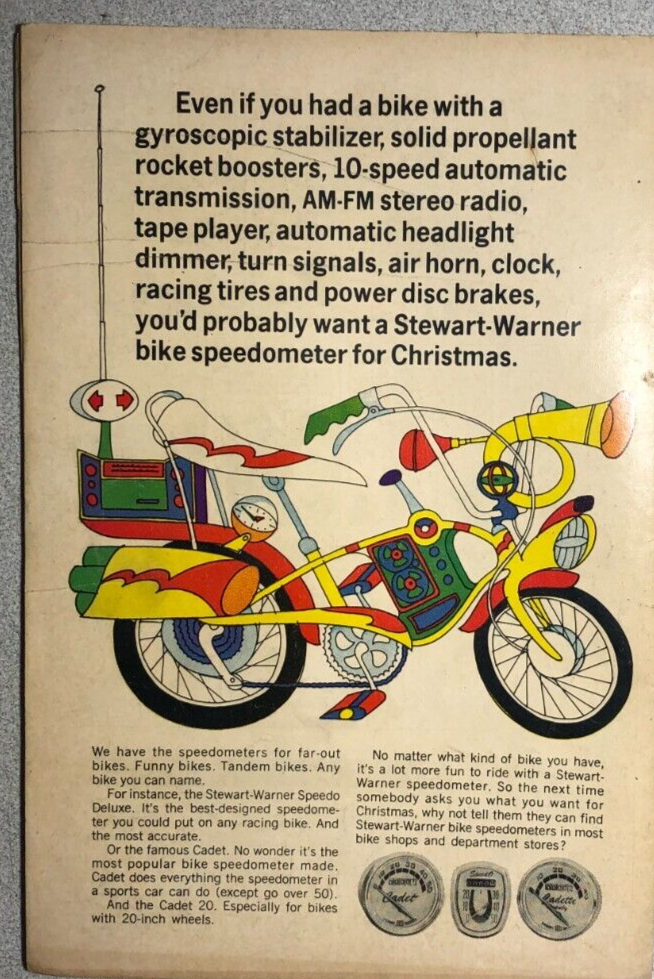 Even if you had a bike with a
gyroscopic stabilizer, solid propellant
rocket boosters, 10-speed automatic
transmission, AM-FM stereo radio,
tape player, automatic headlight
dimmer, turn signals, air horn, clock,
racing tires and power disc brakes,
you'd probably want a Stewart-Warner
bike speedometer for Christmas.
We have the speedometers for far-out
bikes. Funny bikes. Tandem bikes. Any
bike you can name.
For instance, the Stewart-Warner Speedo
Deluxe. It's the best-designed speedome-
ter you could put on any racing bike. And
the most accurate.
Or the famous Cadet. No wonder it's the
most popular bike speedometer made.
Cadet does everything the speedometer in
a sports car can do (except go over 50).
And the Cadet 20. Especially for bikes
with 20-inch wheels.
No matter what kind of bike you have,
it's a lot more fun to ride with a Stewart-
Warner speedometer. So the next time
somebody asks you what you want for
Christmas, why not tell them they can find
Stewart-Warner bike speedometers in most
bike shops and department stores?
Cadet
Cadette